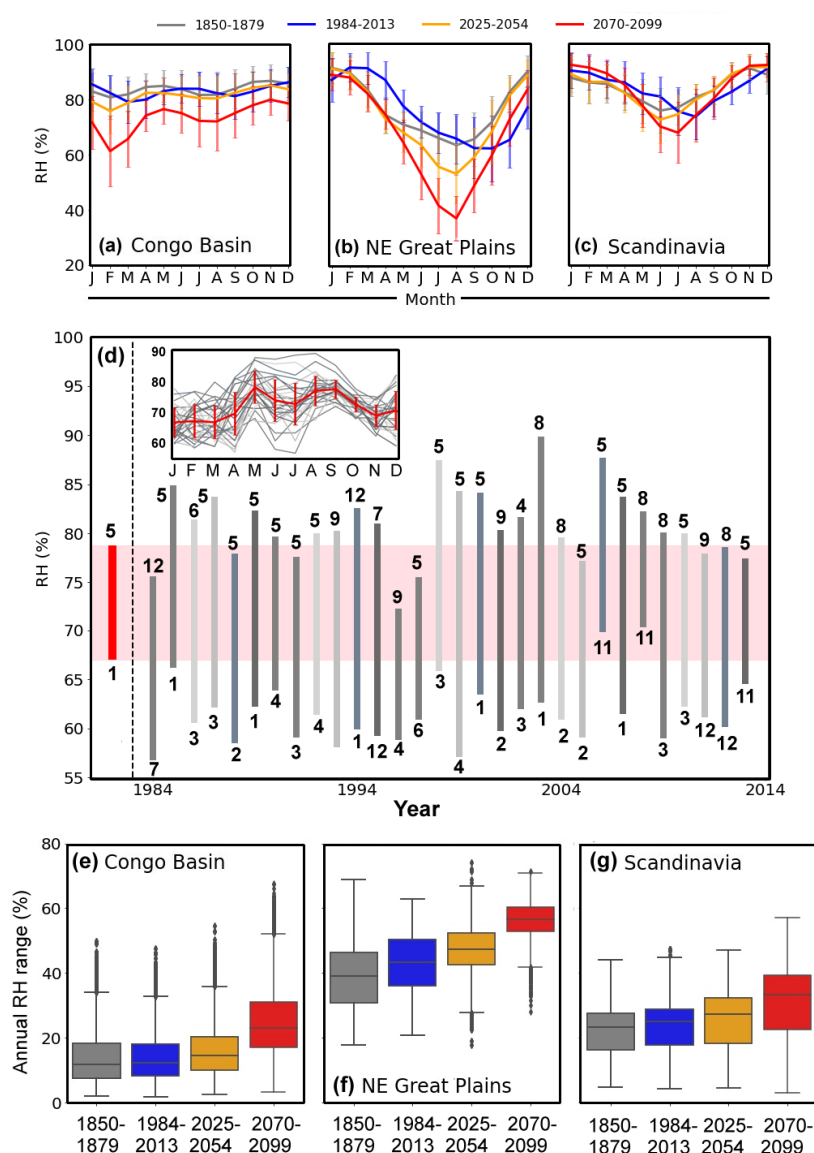 1850-1879 1984-2013 2025-2054 2070-2099
100
80
60
40
20
RH (%)
(a) Congo Basin
(b) NE Great Plains
(c) Scandinavia
J F M A M J J A S O N D
J F M A M J J A S O N D
J F M A M J J A S O N D
Month
100
95
90
85
80
75
70
65
60
55
RH (%)
(d)
90
80
70
60
J F M A M J J A S O N D
5 12 5 6 5 5 5 5 5 5 9 12 7 9 5 5 5 5 9 4 8 8 5 5 5 8 8 5 9 8 5
1 7 1 3 3 2 1 4 3 4 1 12 4 6 3 4 1 2 3 1 2 2 11 1 11 3 3 12 12 11
1984 1994 2004 2014
Year
80
60
40
20
0
Annual RH range (%)
(e) Congo Basin
(f) NE Great Plains
(g) Scandinavia
1850- 1984- 2025- 2070-
1879 2013 2054 2099
1850- 1984- 2025- 2070-
1879 2013 2054 2099
1850- 1984- 2025- 2070-
1879 2013 2054 2099